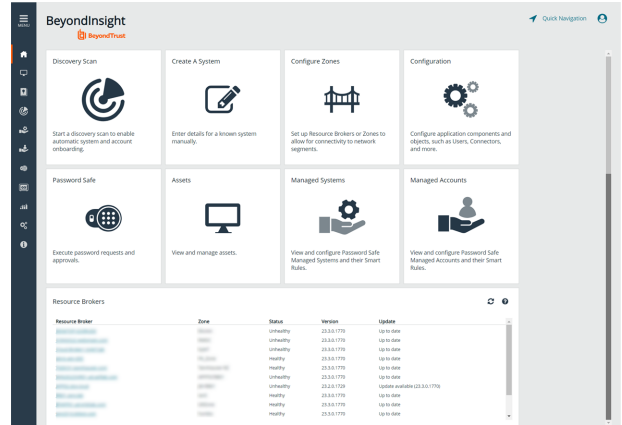 MENU
BeyondInsight
BeyondTrust
Quick Navigation
Discovery Scan
Start a discovery scan to enable
automatic system and account
onboarding.
Create A System
Enter details for a known system
manually.
Configure Zones
Set up Resource Brokers or Zones to
allow for connectivity to network
segments.
Configuration
Configure application components and
objects, such as Users, Connectors,
and more.
Password Safe
Execute password requests and
approvals.
Assets
View and manage assets.
Managed Systems
View and configure Password Safe
Managed Systems and their Smart
Rules.
Managed Accounts
View and configure Password Safe
Managed Accounts and their Smart
Rules.
Resource Brokers
Resource Broker Zone Status Version Update
Unhealthy 23.3.0.1770 Up to date
Unhealthy 23.3.0.1770 Up to date
Unhealthy 23.3.0.1770 Up to date
Healthy 23.3.0.1770 Up to date
Healthy 23.3.0.1770 Up to date
Unhealthy 23.3.0.1770 Up to date
Unhealthy 23.2.0.1729 Update available (23.3.0.1770)
Healthy 23.3.0.1770 Up to date
Healthy 23.3.0.1770 Up to date
Healthy 23.3.0.1770 Up to date